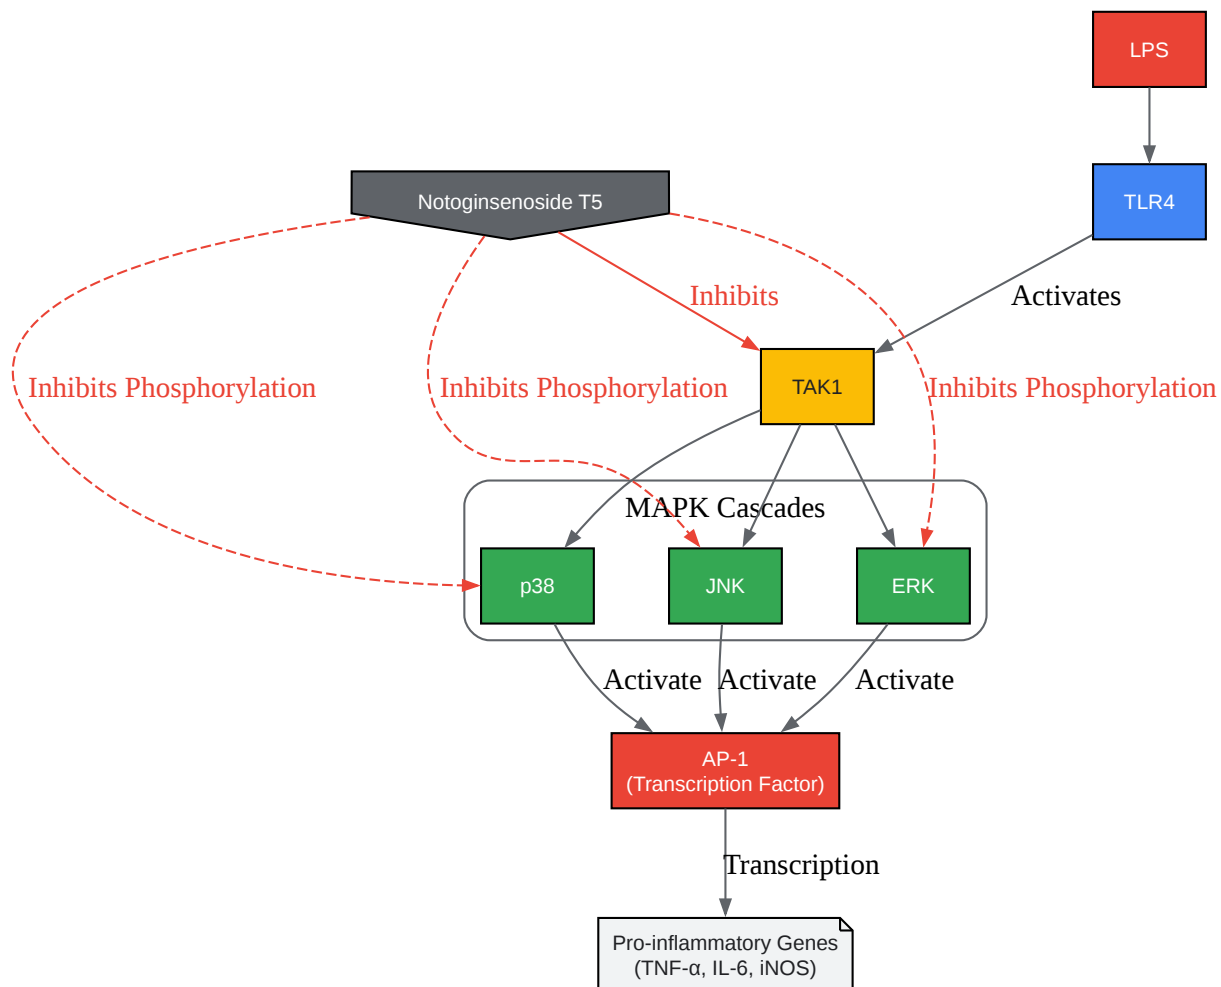 LPS
Notoginsenoside T5
TLR4
Inhibits
Activates
Inhibits Phosphorylation
Inhibits Phosphorylation
TAK1
Inhibits Phosphorylation
MAPK Cascades
p38
JNK
ERK
Activate
Activate
Activate
AP-1
(Transcription Factor)
Transcription
Pro-inflammatory Genes
(TNF-α, IL-6, iNOS)